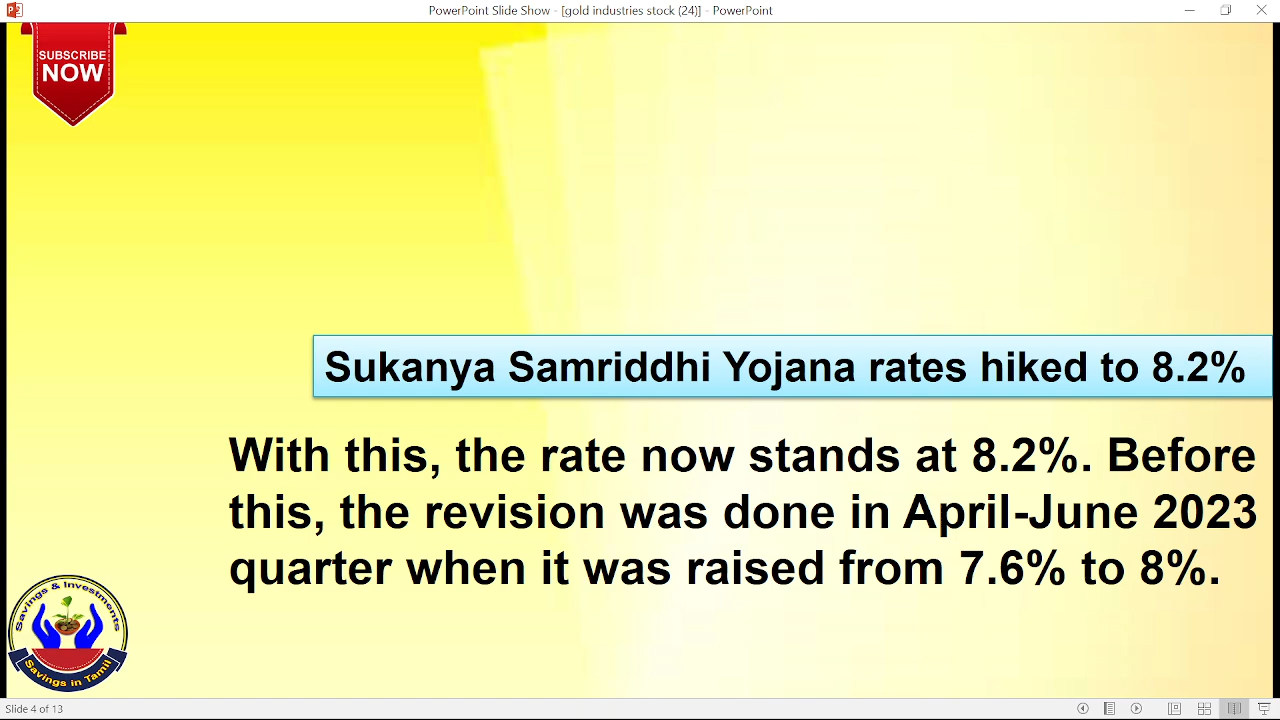 PowerPoint Slide Show - [gold industries stock (24)] - PowerPoint
SUBSCRIBE
NOW
Sukanya Samriddhi Yojana rates hiked to 8.2%
With this, the rate now stands at 8.2%. Before
this, the revision was done in April-June 2023
quarter when it was raised from 7.6% to 8%.
Savings & Investments
Savings in Tamil
Slide 4 of 13